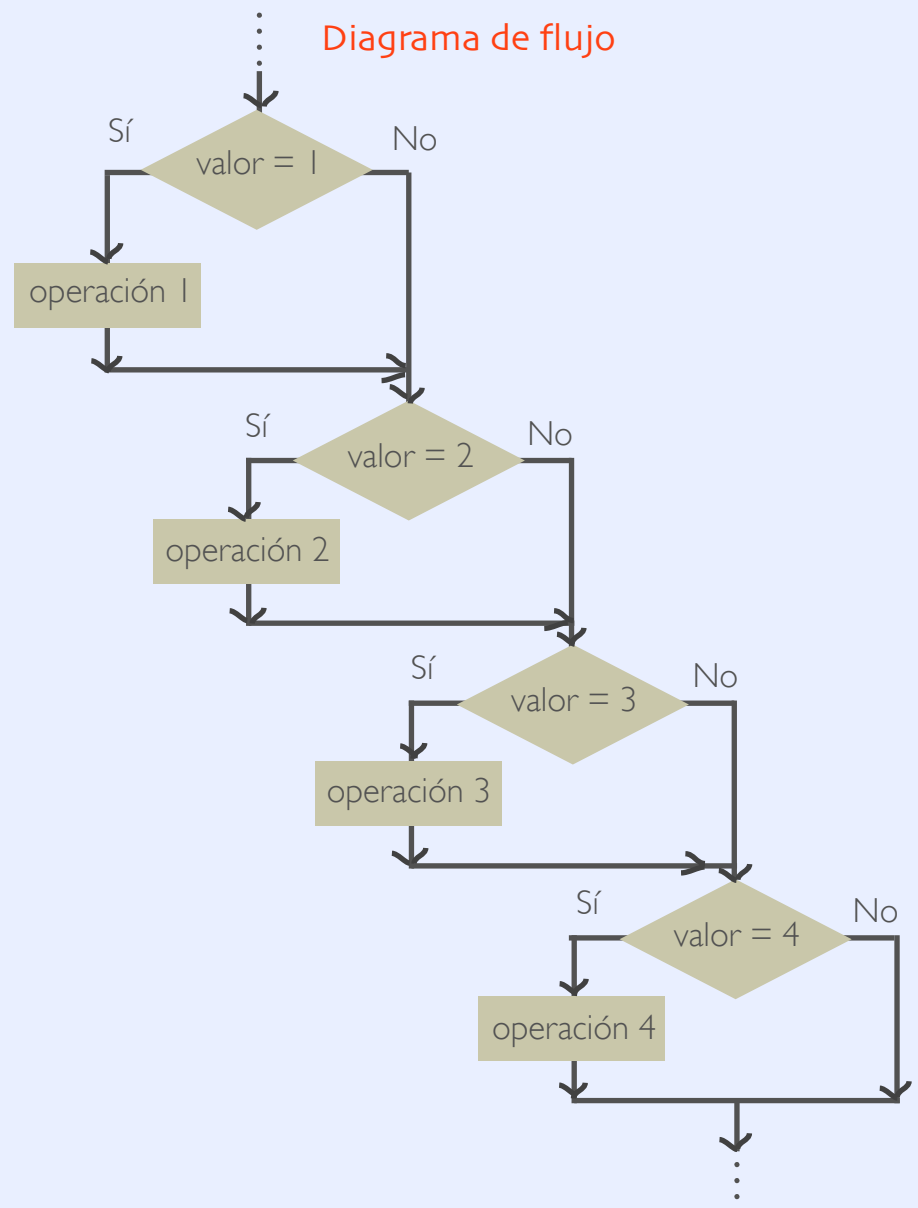 Diagrama de flujo
Sí
No
valor = 1
operación 1
Sí
No
valor = 2
operación 2
Sí
No
valor = 3
operación 3
Sí
No
valor = 4
operación 4